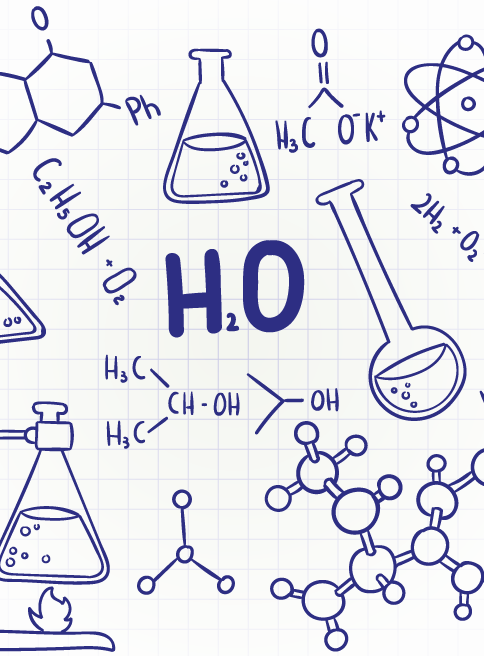 O
Ph
O
H₃C O⁻K⁺
C₂H₅OH + O₂
2H₂ + O₂
H₂O
H₃C
CH - OH
H₃C
OH